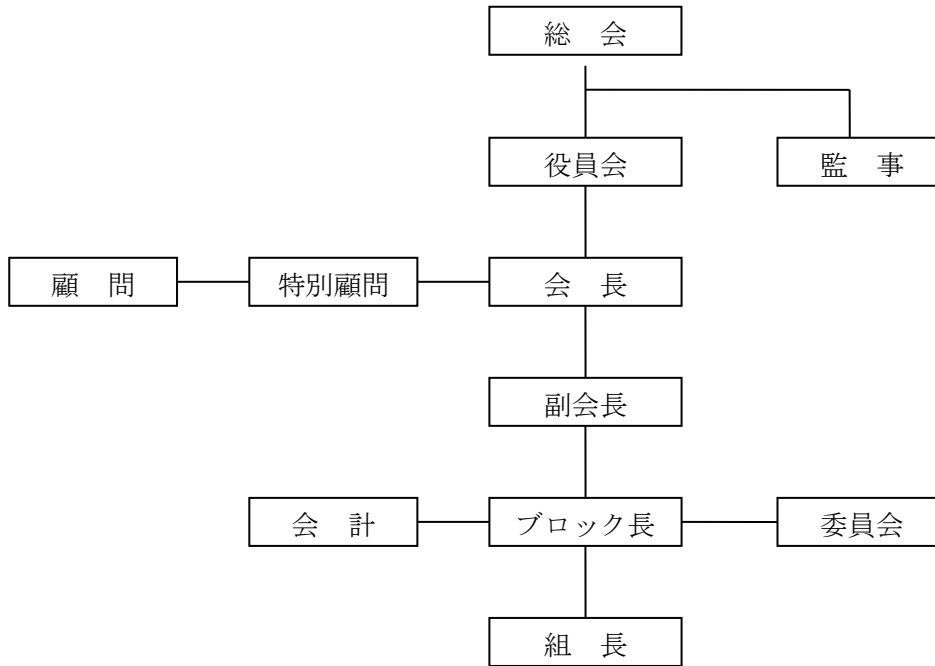 総　会
役員会
監　事
顧　問
特別顧問
会　長
副会長
会　計
ブロック長
委員会
組　長